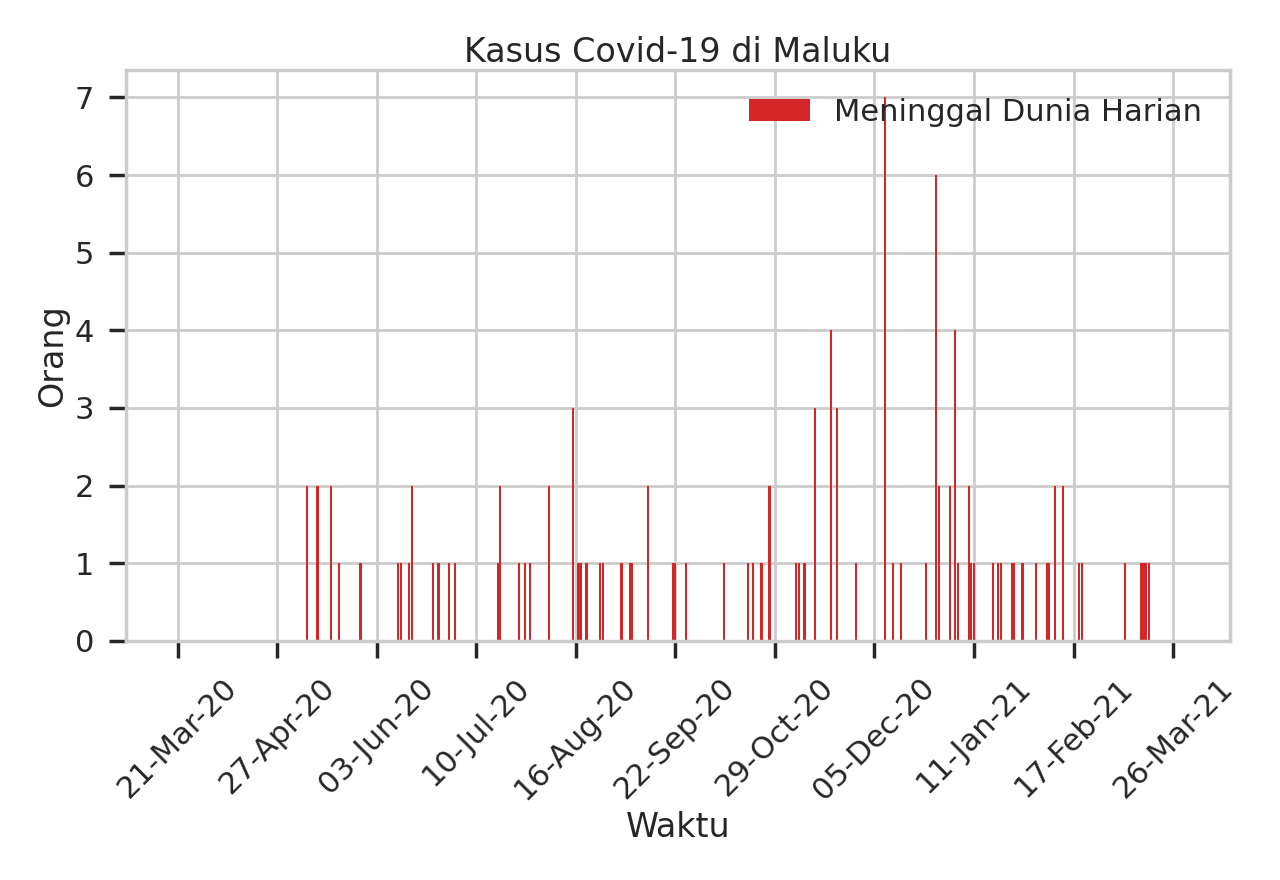 Kasus Covid-19 di Maluku
Meninggal Dunia Harian
Orang
7
6
5
4
3
2
1
0
21-Mar-20
27-Apr-20
03-Jun-20
10-Jul-20
16-Aug-20
22-Sep-20
29-Oct-20
05-Dec-20
11-Jan-21
17-Feb-21
26-Mar-21
Waktu